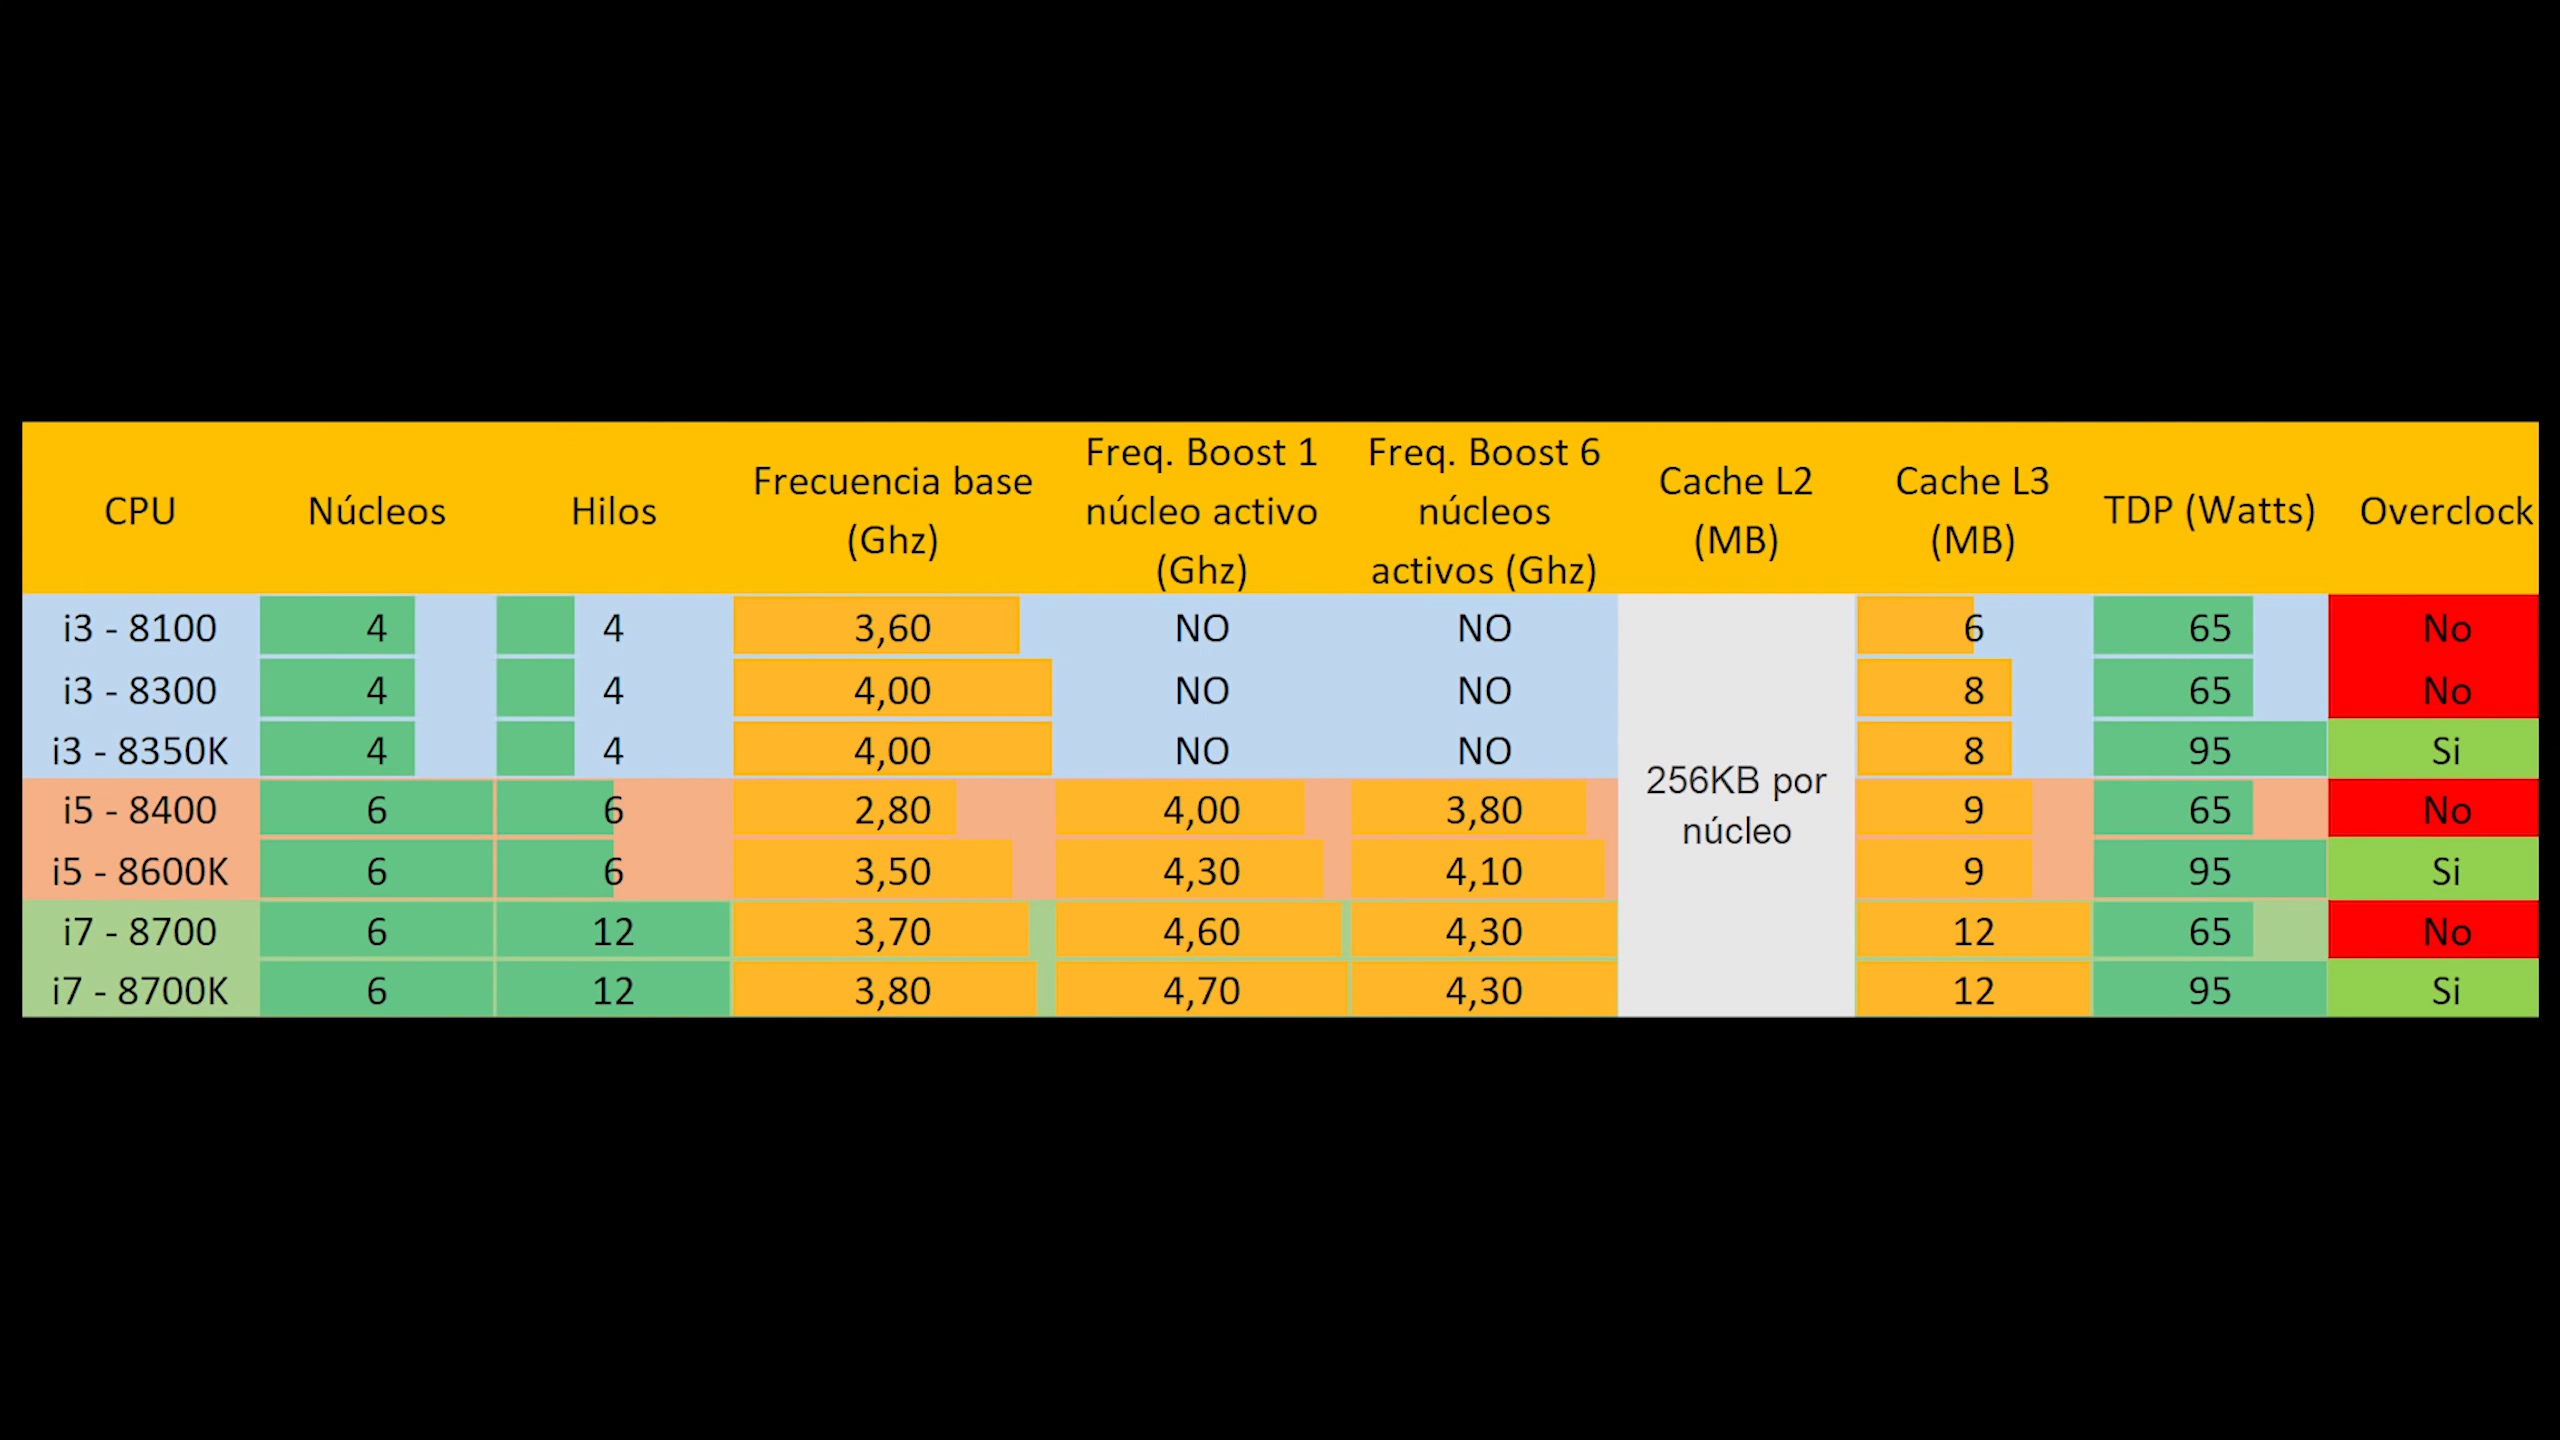 CPU Núcleos Hilos Frecuencia base (Ghz) Freq. Boost 1 núcleo activo (Ghz) Freq. Boost 6 núcleos activos (Ghz) Cache L2 (MB) Cache L3 (MB) TDP (Watts) Overclock
i3 - 8100 4 4 3,60 NO NO 6 65 No
i3 - 8300 4 4 4,00 NO NO 8 65 No
i3 - 8350K 4 4 4,00 NO NO 8 95 Si
256KB por núcleo
i5 - 8400 6 6 2,80 4,00 3,80 9 65 No
i5 - 8600K 6 6 3,50 4,30 4,10 9 95 Si
i7 - 8700 6 12 3,70 4,60 4,30 12 65 No
i7 - 8700K 6 12 3,80 4,70 4,30 12 95 Si